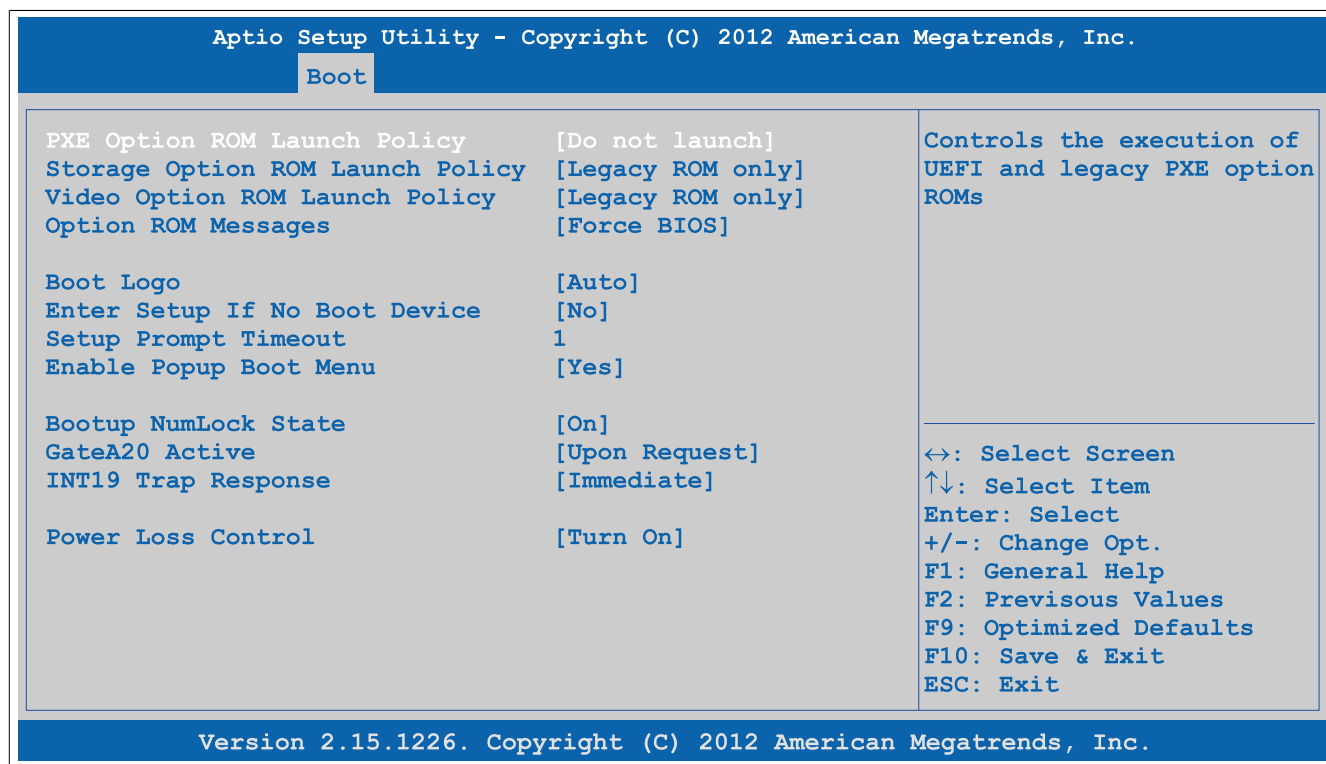 Aptio Setup Utility - Copyright (C) 2012 American Megatrends, Inc.
Boot
PXE Option ROM Launch Policy [Do not launch]
Storage Option ROM Launch Policy [Legacy ROM only]
Video Option ROM Launch Policy [Legacy ROM only]
Option ROM Messages [Force BIOS]
Boot Logo [Auto]
Enter Setup If No Boot Device [No]
Setup Prompt Timeout 1
Enable Popup Boot Menu [Yes]
Bootup NumLock State [On]
GateA20 Active [Upon Request]
INT19 Trap Response [Immediate]
Power Loss Control [Turn On]
Controls the execution of
UEFI and legacy PXE option
ROMs
↔: Select Screen
↑↓: Select Item
Enter: Select
+/-: Change Opt.
F1: General Help
F2: Previsous Values
F9: Optimized Defaults
F10: Save & Exit
ESC: Exit
Version 2.15.1226. Copyright (C) 2012 American Megatrends, Inc.